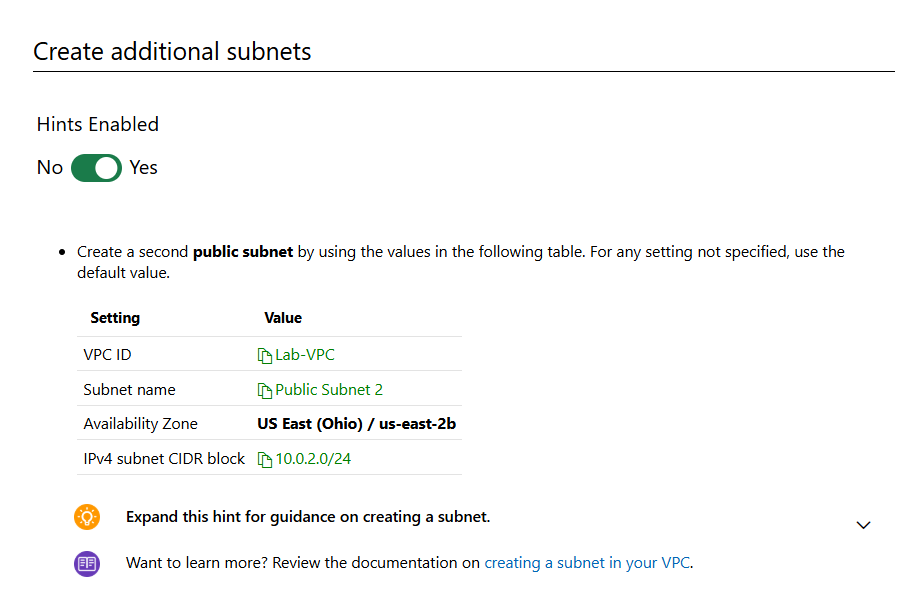 Create additional subnets
Hints Enabled
No Yes
Create a second public subnet by using the values in the following table. For any setting not specified, use the
default value.
Setting Value
VPC ID Lab-VPC
Subnet name Public Subnet 2
Availability Zone US East (Ohio) / us-east-2b
IPv4 subnet CIDR block 10.0.2.0/24
Expand this hint for guidance on creating a subnet.
Want to learn more? Review the documentation on creating a subnet in your VPC.